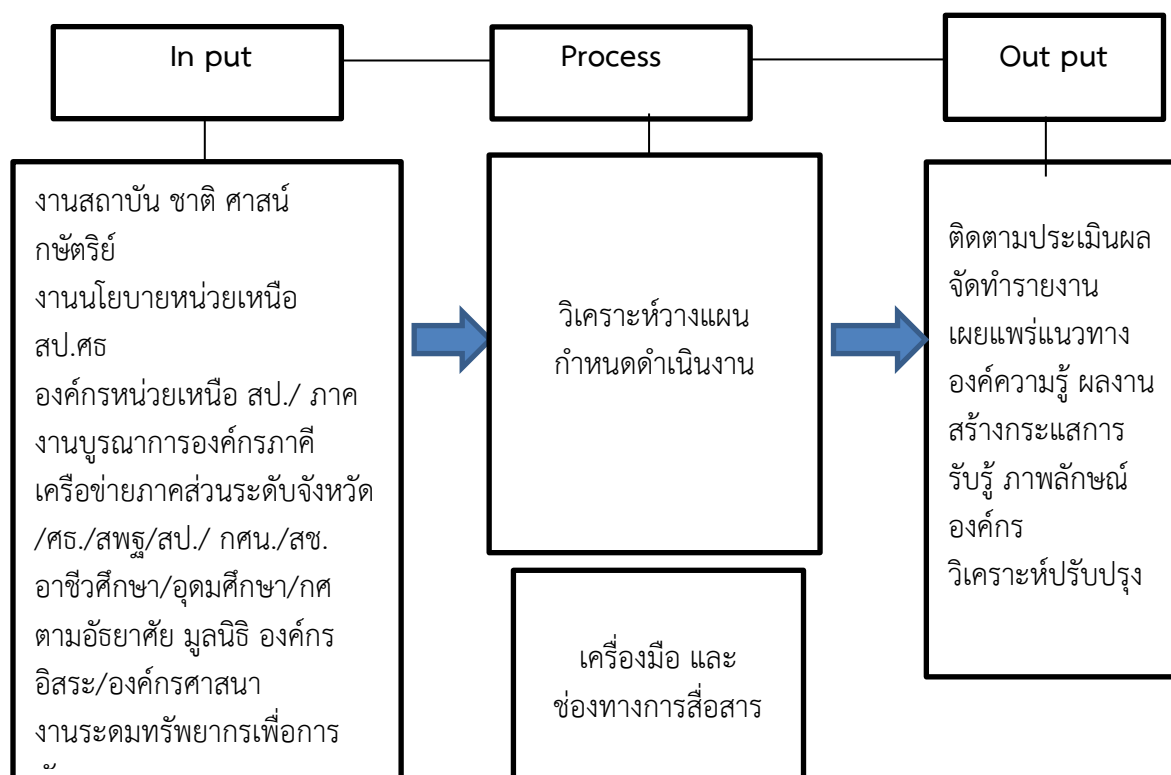 In put
Process
Out put
งานสถาบัน ชาติ ศาสน์
กษัตริย์
งานนโยบายหน่วยเหนือ
สป.ศธ
องค์กรหน่วยเหนือ สป./ ภาค
งานบูรณาการองค์กรภาคี
เครือข่ายภาคส่วนระดับจังหวัด
/ศธ./สพฐ/สป./ กศน./สช.
อาชีวศึกษา/อุดมศึกษา/กศ
ตามอัธยาศัย มูลนิธิ องค์กร
อิสระ/องค์กรศาสนา
งานระดมทรัพยากรเพื่อการ
วิเคราะห์วางแผน
กำหนดดำเนินงาน
เครื่องมือ และ
ช่องทางการสื่อสาร
ติดตามประเมินผล
จัดทำรายงาน
เผยแพร่แนวทาง
องค์ความรู้ ผลงาน
สร้างกระแสการ
รับรู้ ภาพลักษณ์
องค์กร
วิเคราะห์ปรับปรุง